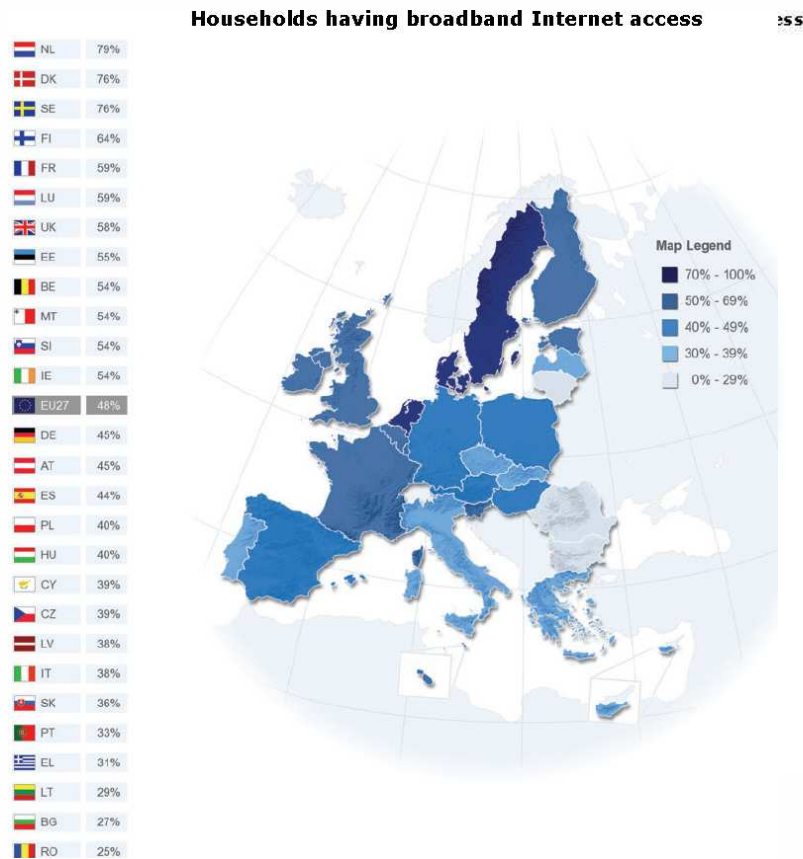 Households having broadband Internet access
ess
NL 79%
DK 76%
SE 76%
FI 64%
FR 59%
LU 59%
UK 58%
EE 55%
BE 54%
MT 54%
SI 54%
IE 54%
EU27 48%
DE 45%
AT 45%
ES 44%
PL 40%
HU 40%
CY 39%
CZ 39%
LV 38%
IT 38%
SK 36%
PT 33%
EL 31%
LT 29%
BG 27%
RO 25%
Map Legend
70% - 100%
50% - 69%
40% - 49%
30% - 39%
0% - 29%